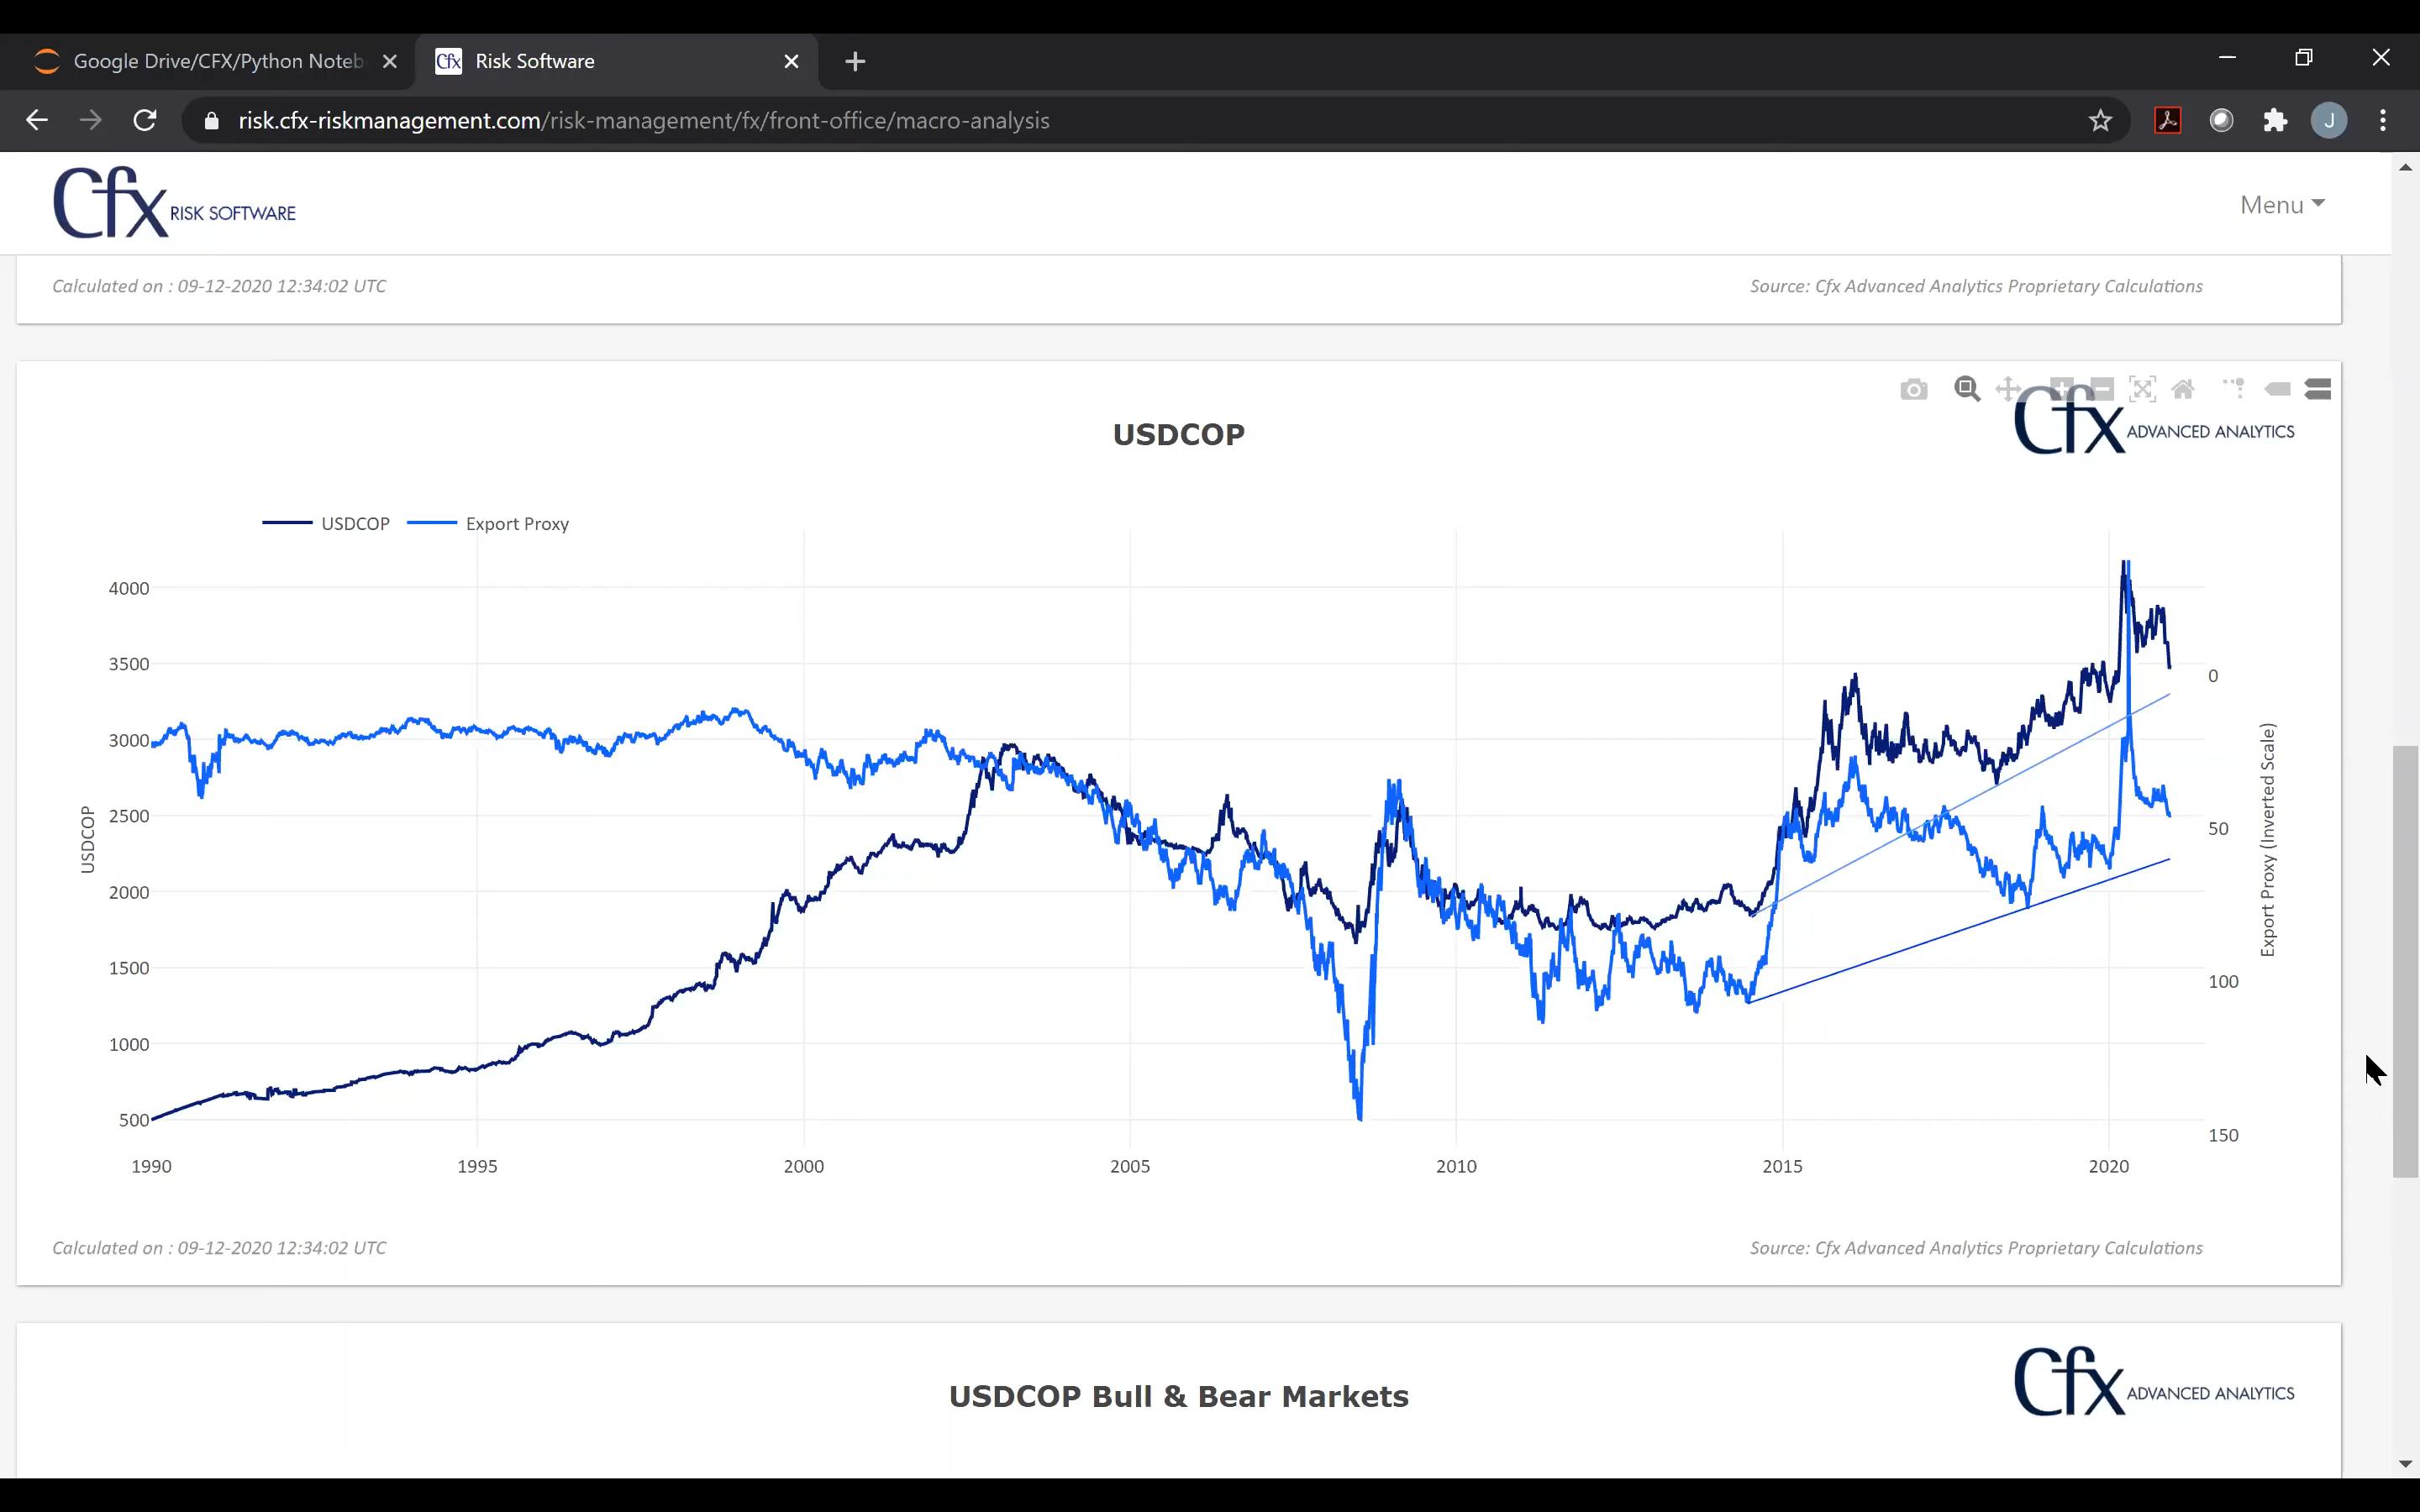 Google Drive/CFX/Python Noteb
Cfx Risk Software
risk.cfx-riskmanagement.com/risk-management/fx/front-office/macro-analysis
J
Cfx RISK SOFTWARE
Menu
Calculated on : 09-12-2020 12:34:02 UTC
Source: Cfx Advanced Analytics Proprietary Calculations
USDCOP
Cfx ADVANCED ANALYTICS
USDCOP
Export Proxy
4000
3500
3000
2500
2000
1500
1000
500
USDCOP
0
50
100
150
Export Proxy (Inverted Scale)
1990 1995 2000 2005 2010 2015 2020
Calculated on : 09-12-2020 12:34:02 UTC
Source: Cfx Advanced Analytics Proprietary Calculations
USDCOP Bull & Bear Markets
Cfx ADVANCED ANALYTICS